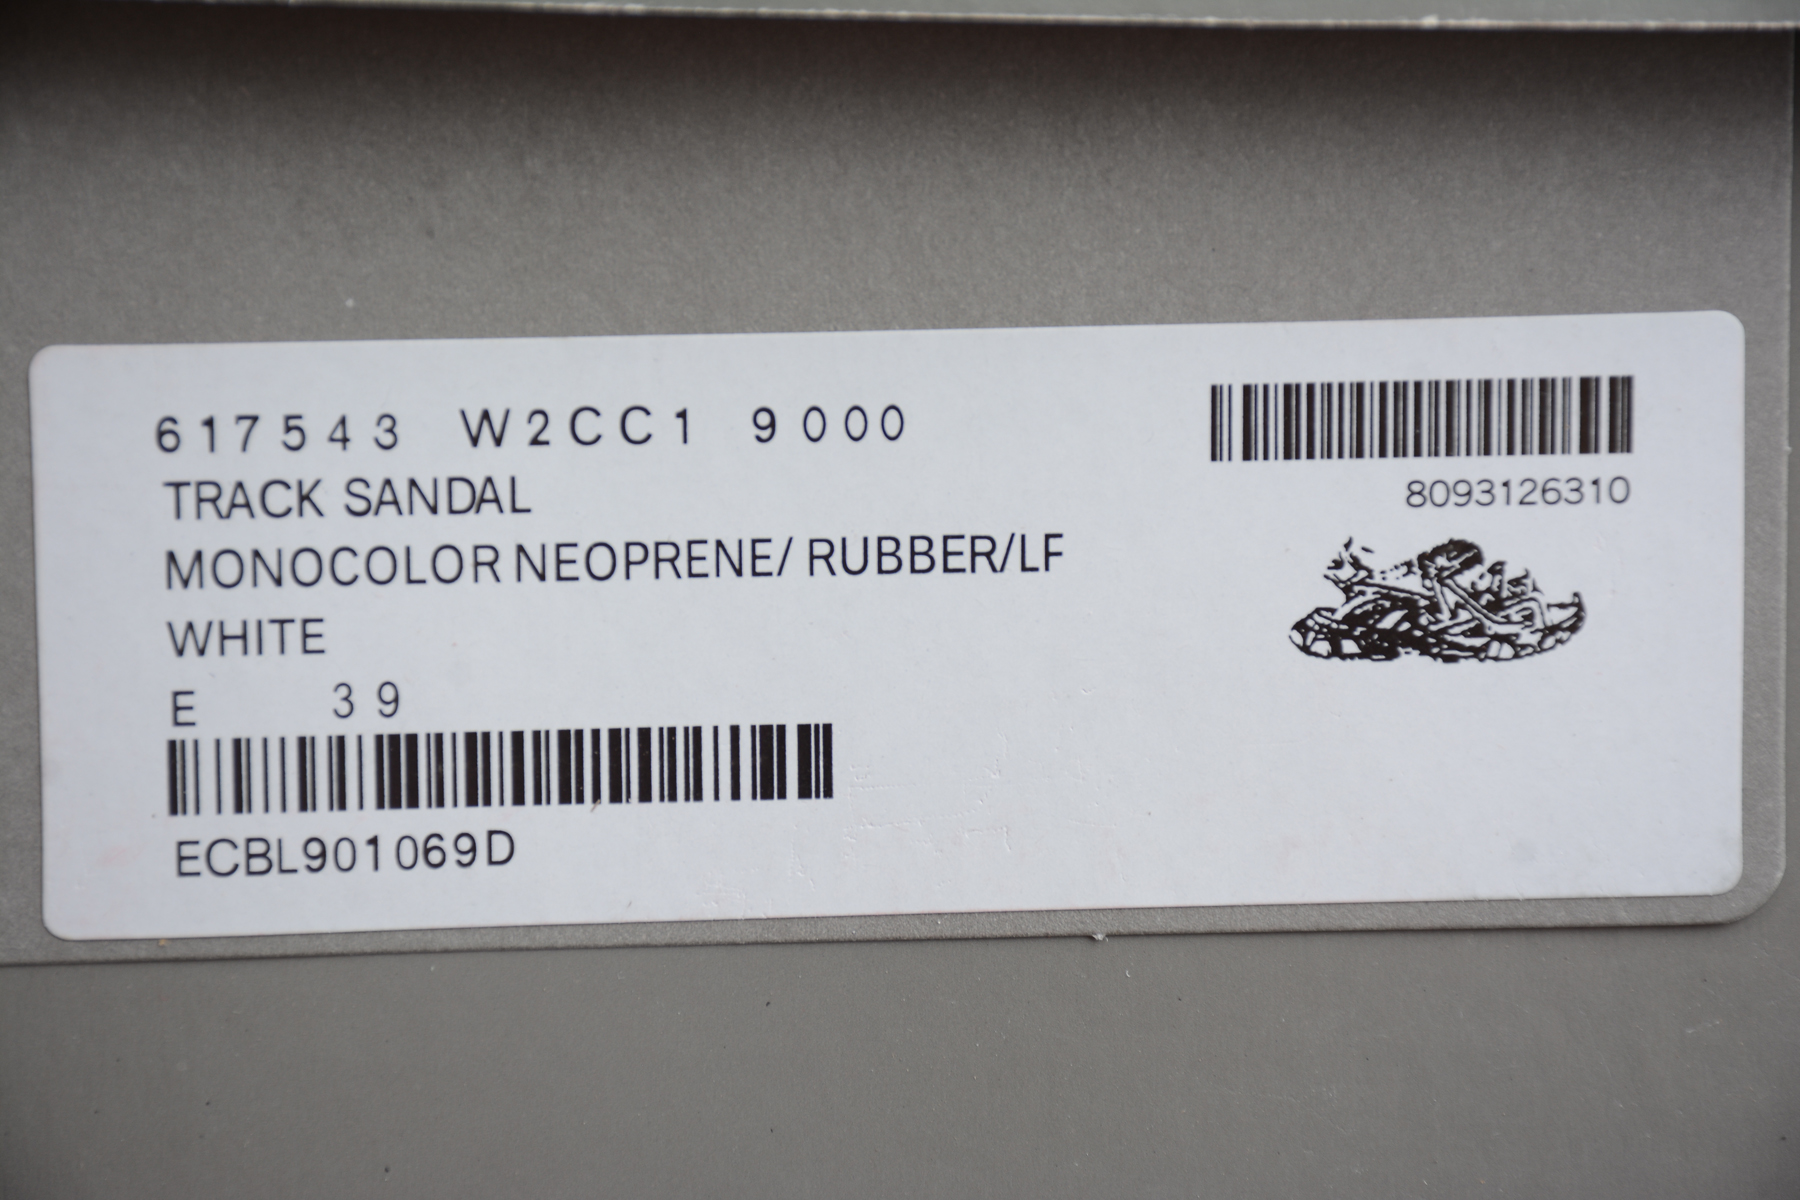 617543 W2CC1 9000
TRACK SANDAL
MONOCOLOR NEOPRENE/ RUBBER/LF
WHITE
E 39
ECBL901069D
8093126310